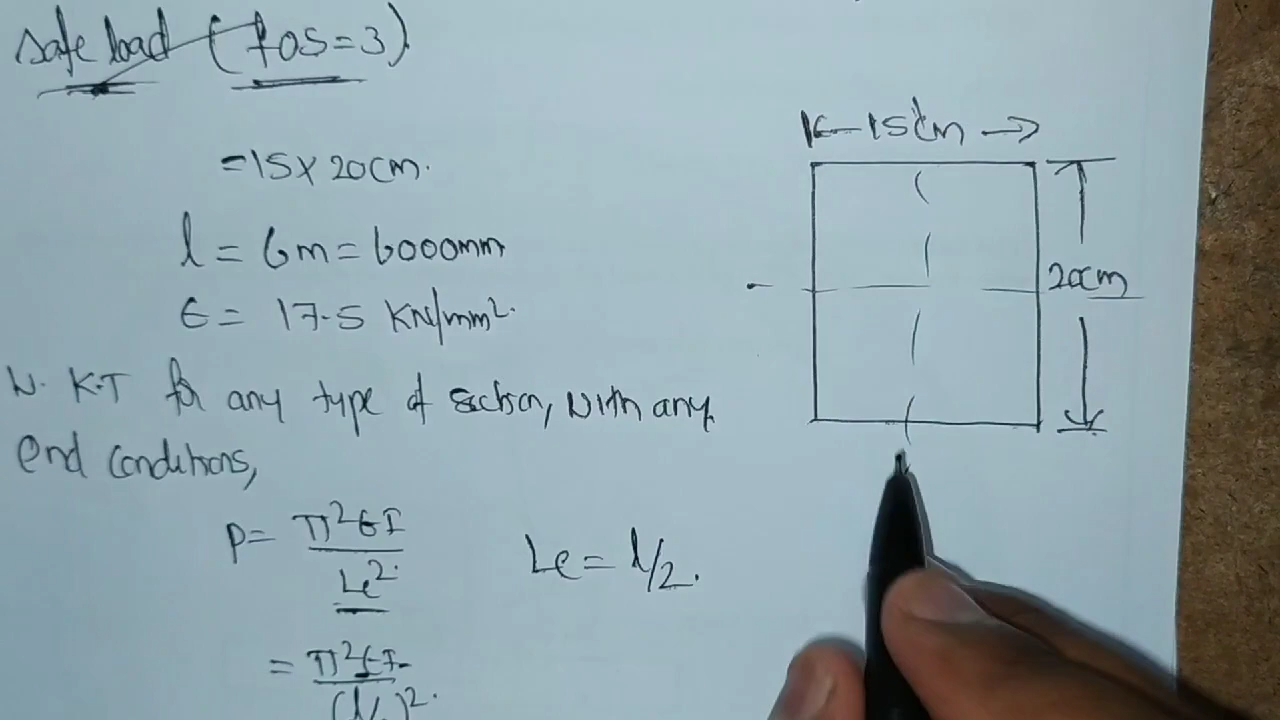 safe load (fos=3)
=15x20cm.
l = 6m = 6000mm
E = 17.5 KN/mm².
W.K.T for any type of section, with any
end conditions,
P= π²EI / Le²
Le = l/2.
= π²EI / (l/2)².
15cm
20cm